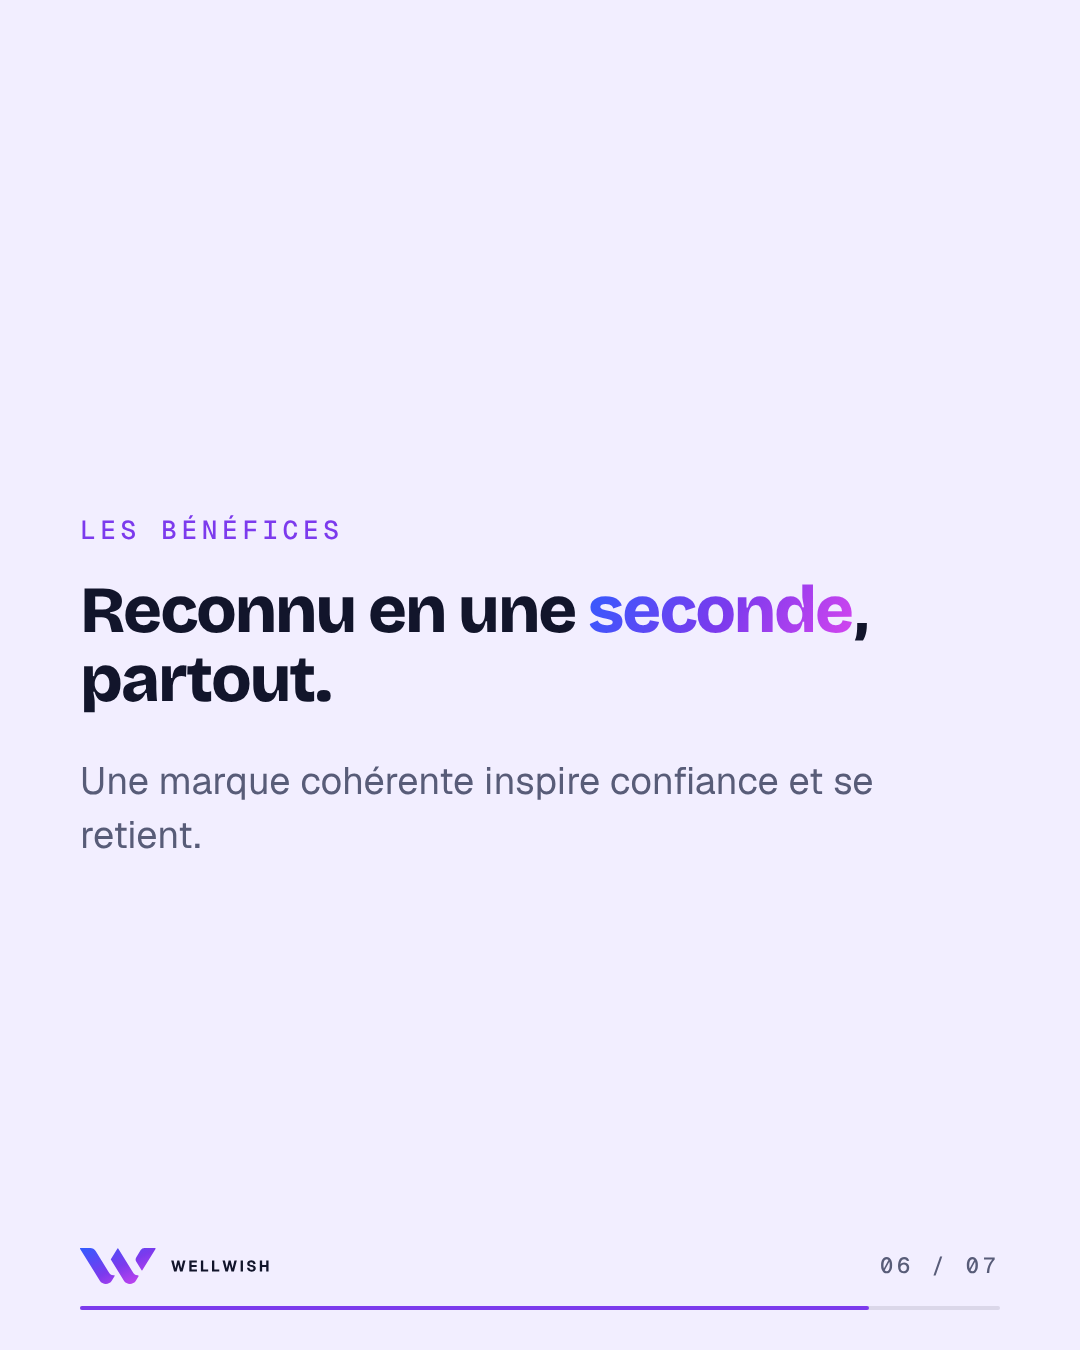 LES BÉNÉFICES
Reconnu en une seconde,
partout.
Une marque cohérente inspire confiance et se
retient.
WELLWISH
06 / 07